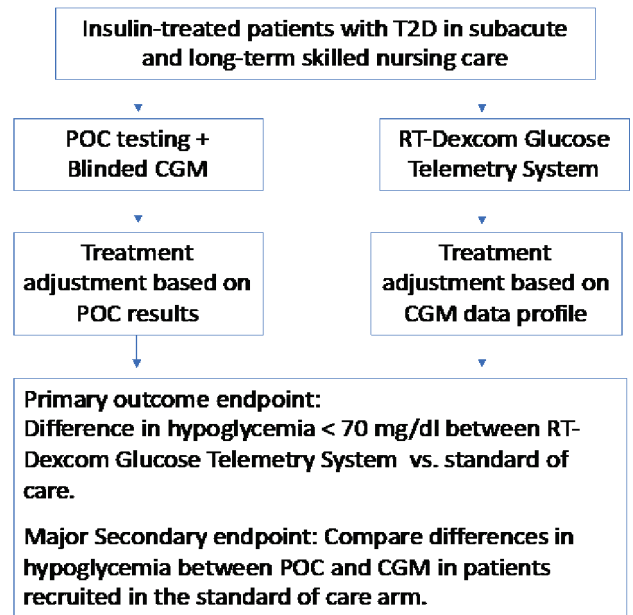 Insulin-treated patients with T2D in subacute
and long-term skilled nursing care
POC testing +
Blinded CGM
RT-Dexcom Glucose
Telemetry System
Treatment
adjustment based on
POC results
Treatment
adjustment based on
CGM data profile
Primary outcome endpoint:
Difference in hypoglycemia < 70 mg/dl between RT-
Dexcom Glucose Telemetry System vs. standard of
care.
Major Secondary endpoint: Compare differences in
hypoglycemia between POC and CGM in patients
recruited in the standard of care arm.